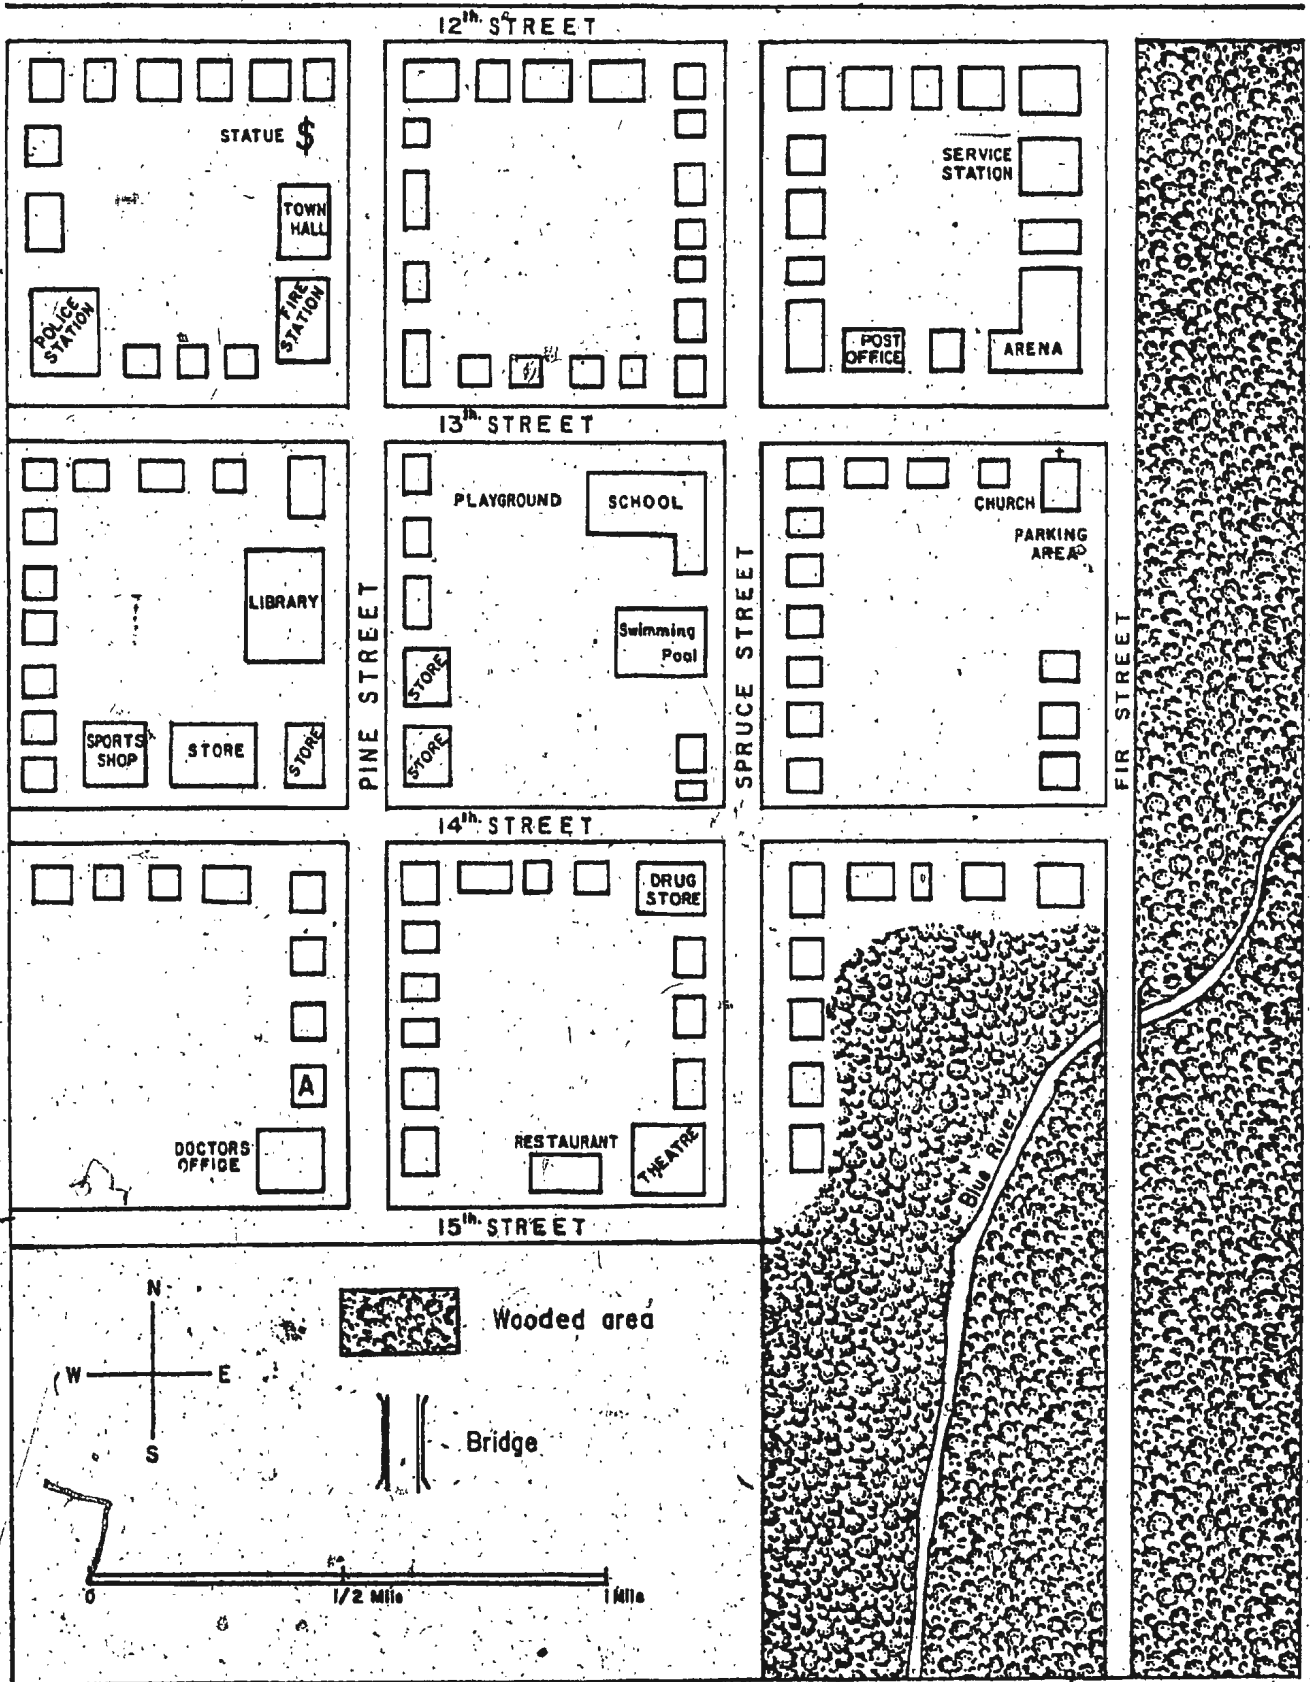 12th. STREET
STATUE $
SERVICE
STATION
TOWN
HALL
POLICE
STATION
FIRE
STATION
POST
OFFICE
ARENA
13th. STREET
PLAYGROUND
SCHOOL
CHURCH
PARKING
AREA
LIBRARY
Swimming
Pool
STORE
SPORTS
SHOP
STORE
STORE
STORE
PINE STREET
SPRUCE STREET
FIR STREET
14th. STREET
DRUG
STORE
A
DOCTORS
OFFICE
RESTAURANT
THEATRE
Blue River
15th. STREET
N
W
E
S
Wooded area
Bridge
0
1/2 Mile
1 Mile